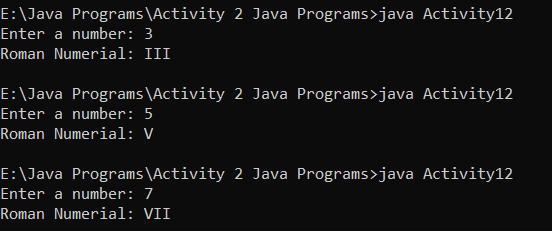 E:\Java Programs\Activity 2 Java Programs>java Activity12
Enter a number: 3
Roman Numerial: III
E:\Java Programs\Activity 2 Java Programs>java Activity12
Enter a number: 5
Roman Numerial: V
E:\Java Programs\Activity 2 Java Programs>java Activity12
Enter a number: 7
Roman Numerial: VII